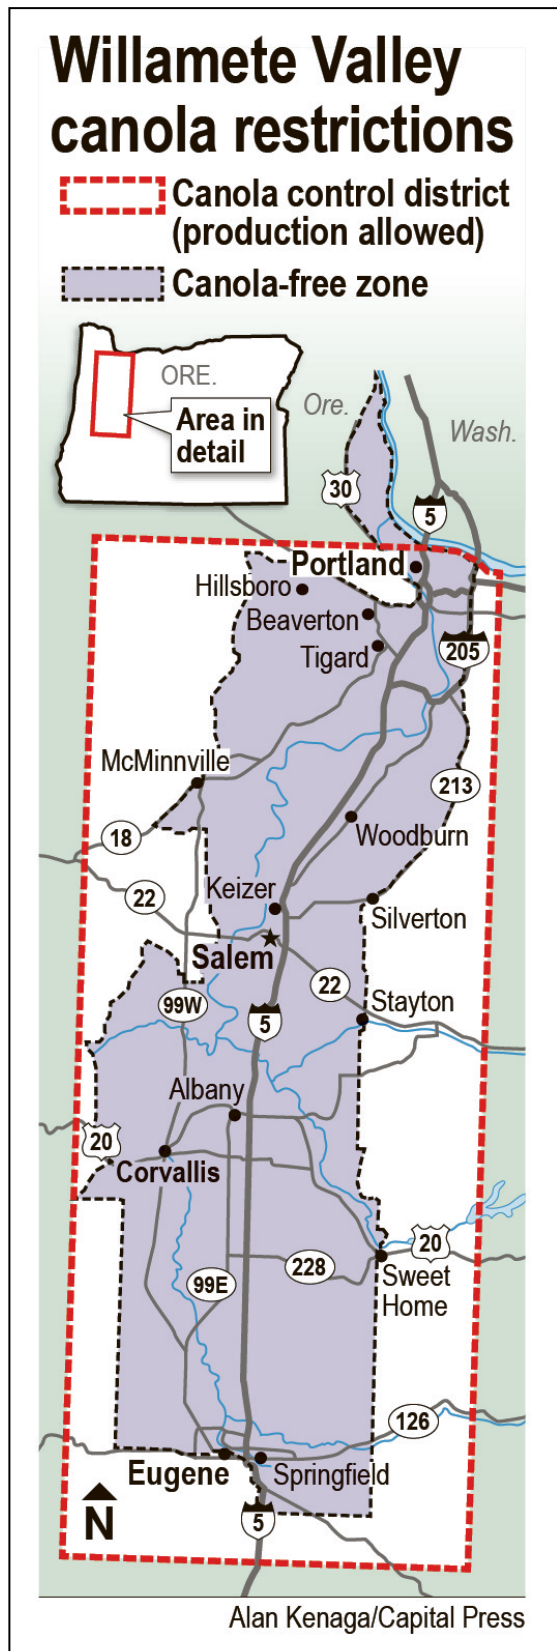 Willamete Valley
canola restrictions
Canola control district
(production allowed)
Canola-free zone
ORE.
Area in
detail
Ore.
Wash.
30
5
Portland
Hillsboro
Beaverton
Tigard
205
McMinnville
213
18
Woodburn
22
Keizer
Silverton
Salem
22
99W
5
Stayton
Albany
20
Corvallis
20
228
Sweet
Home
99E
126
Eugene
Springfield
N
5
Alan Kenaga/Capital Press